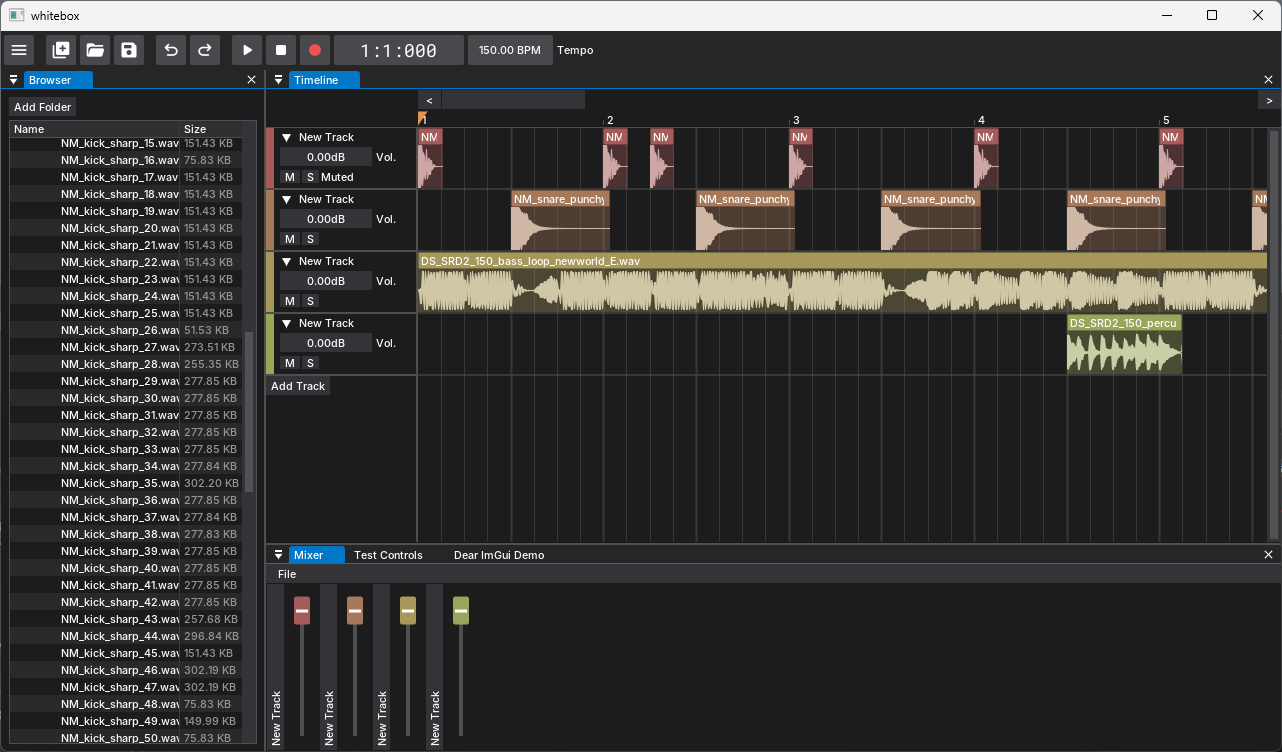 whitebox
1:1:000 150.00 BPM Tempo
Browser
Add Folder
Name Size
NM_kick_sharp_15.wav 151.43 KB
NM_kick_sharp_16.wav 75.83 KB
NM_kick_sharp_17.wav 151.43 KB
NM_kick_sharp_18.wav 151.43 KB
NM_kick_sharp_19.wav 151.43 KB
NM_kick_sharp_20.wav 151.43 KB
NM_kick_sharp_21.wav 151.43 KB
NM_kick_sharp_22.wav 151.43 KB
NM_kick_sharp_23.wav 151.43 KB
NM_kick_sharp_24.wav 151.43 KB
NM_kick_sharp_25.wav 151.43 KB
NM_kick_sharp_26.wav 51.53 KB
NM_kick_sharp_27.wav 273.51 KB
NM_kick_sharp_28.wav 255.35 KB
NM_kick_sharp_29.wav 277.85 KB
NM_kick_sharp_30.wav 277.85 KB
NM_kick_sharp_31.wav 277.85 KB
NM_kick_sharp_32.wav 277.85 KB
NM_kick_sharp_33.wav 277.85 KB
NM_kick_sharp_34.wav 277.84 KB
NM_kick_sharp_35.wav 302.20 KB
NM_kick_sharp_36.wav 277.85 KB
NM_kick_sharp_37.wav 277.84 KB
NM_kick_sharp_38.wav 277.83 KB
NM_kick_sharp_39.wav 277.85 KB
NM_kick_sharp_40.wav 277.85 KB
NM_kick_sharp_41.wav 277.85 KB
NM_kick_sharp_42.wav 277.85 KB
NM_kick_sharp_43.wav 257.68 KB
NM_kick_sharp_44.wav 296.84 KB
NM_kick_sharp_45.wav 151.43 KB
NM_kick_sharp_46.wav 302.19 KB
NM_kick_sharp_47.wav 302.19 KB
NM_kick_sharp_48.wav 75.83 KB
NM_kick_sharp_49.wav 149.99 KB
NM_kick_sharp_50.wav 75.83 KB
Timeline
< >
1 2 3 4 5
New Track NM NM NM NM NM NM
0.00dB Vol.
M S Muted
New Track NM_snare_punchy NM_snare_punchy NM_snare_punchy NM_snare_punchy NM
0.00dB Vol.
M S
New Track DS_SRD2_150_bass_loop_newworld_E.wav
0.00dB Vol.
M S
New Track DS_SRD2_150_percu
0.00dB Vol.
M S
Add Track
Mixer Test Controls Dear ImGui Demo
File
New Track
New Track
New Track
New Track